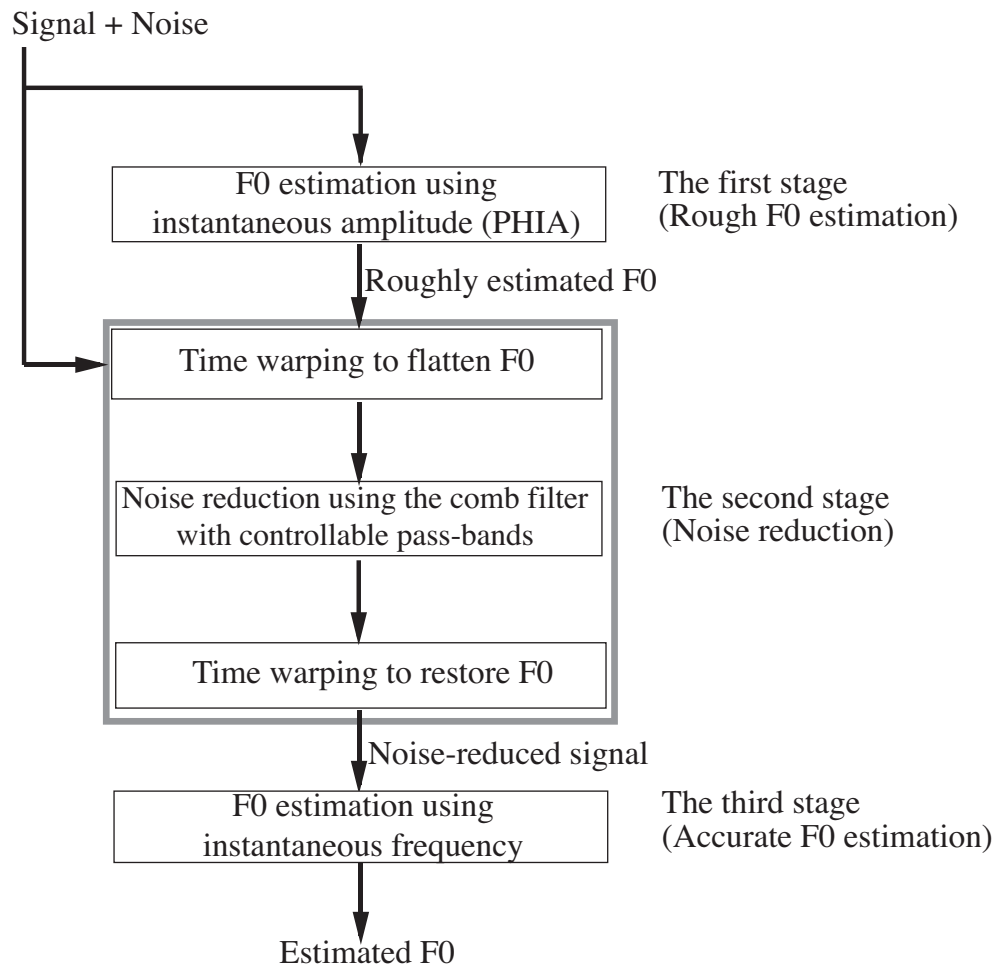 Signal + Noise
F0 estimation using
instantaneous amplitude (PHIA)
The first stage
(Rough F0 estimation)
Roughly estimated F0
Time warping to flatten F0
Noise reduction using the comb filter
with controllable pass-bands
The second stage
(Noise reduction)
Time warping to restore F0
Noise-reduced signal
F0 estimation using
instantaneous frequency
The third stage
(Accurate F0 estimation)
Estimated F0